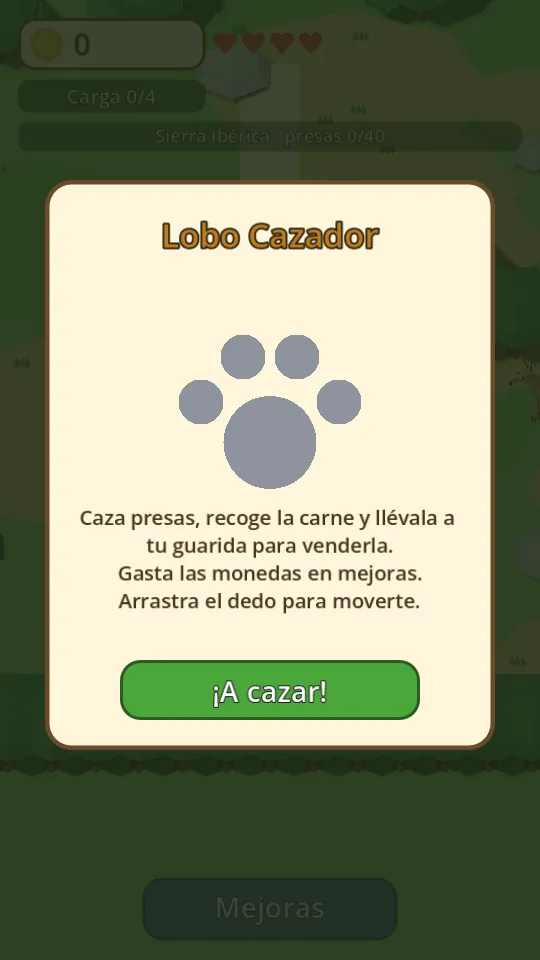 0
Carga 0/4
Sierra Ibérica - presas 0/40
Lobo Cazador
Caza presas, recoge la carne y llévala a
tu guarida para venderla.
Gasta las monedas en mejoras.
Arrastra el dedo para moverte.
¡A cazar!
Mejoras